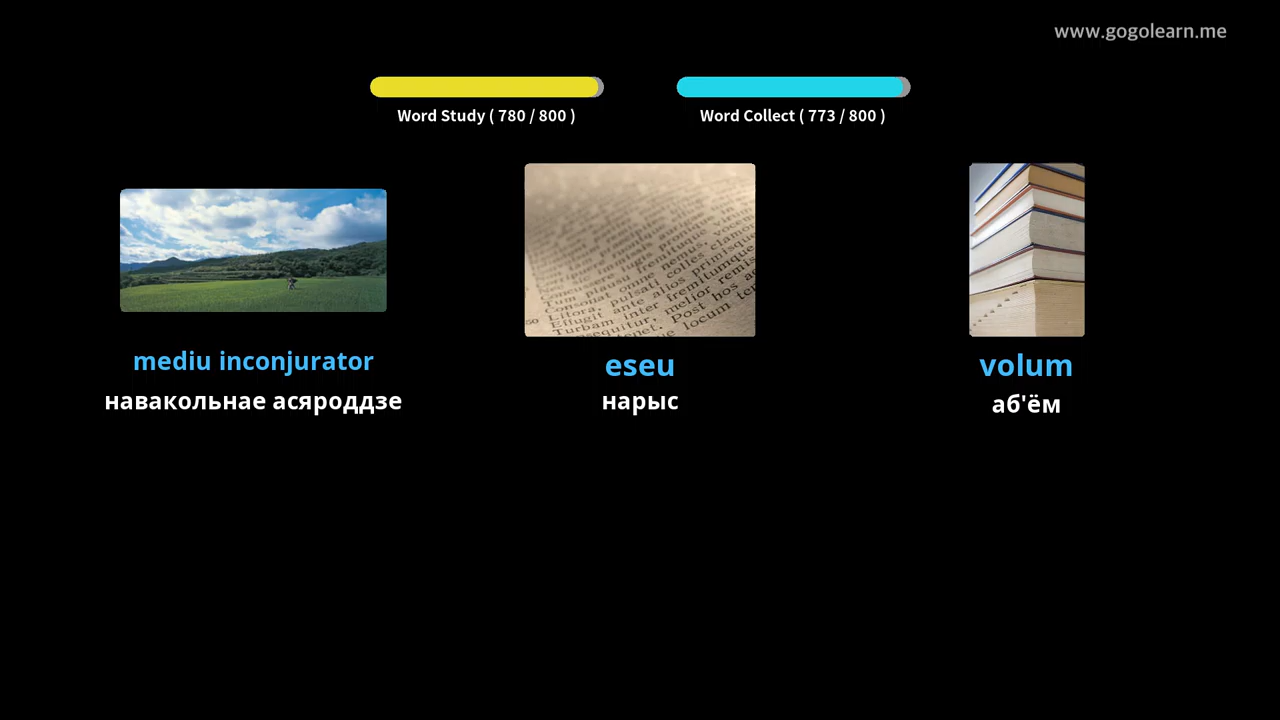 www.gogolearn.me
Word Study ( 780 / 800 )
Word Collect ( 773 / 800 )
mediu inconjurator
навакольнае асяроддзе
eseu
нарыс
volum
аб'ём